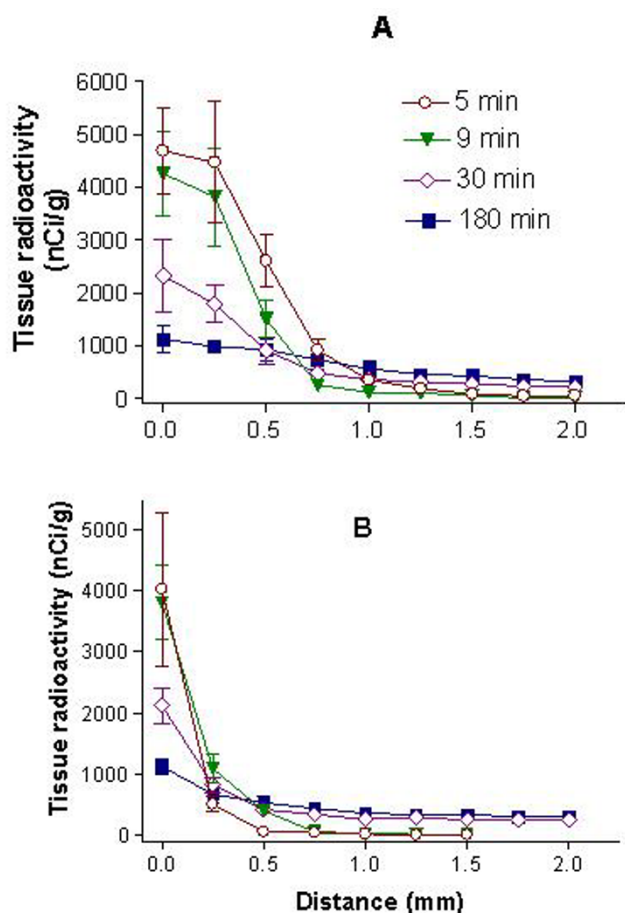 A
Tissue radioactivity
(nCi/g)
6000
5000
4000
3000
2000
1000
0
5 min
9 min
30 min
180 min
0.0 0.5 1.0 1.5 2.0
B
Tissue radioactivity (nCi/g)
5000
4000
3000
2000
1000
0
0.0 0.5 1.0 1.5 2.0
Distance (mm)